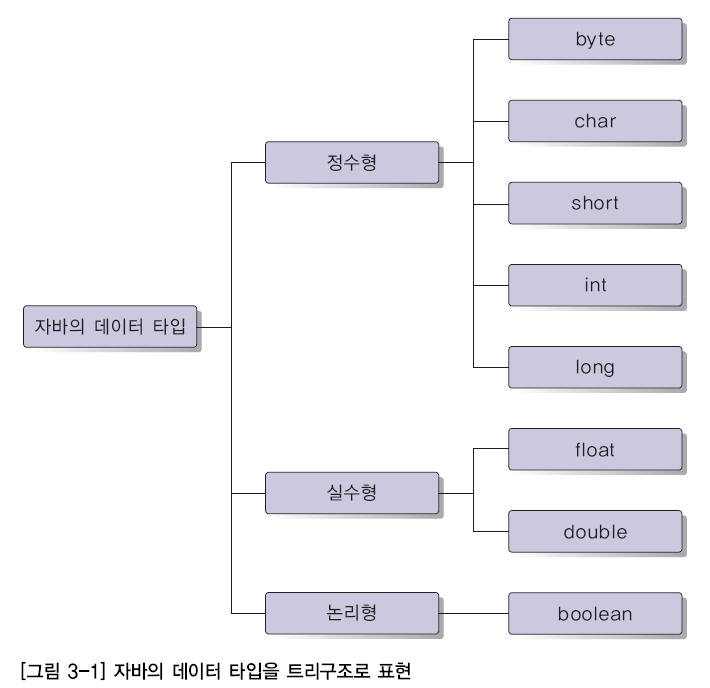 byte
char
정수형
short
int
자바의 데이터 타입
long
float
실수형
double
논리형
boolean
[그림 3-1] 자바의 데이터 타입을 트리구조로 표현